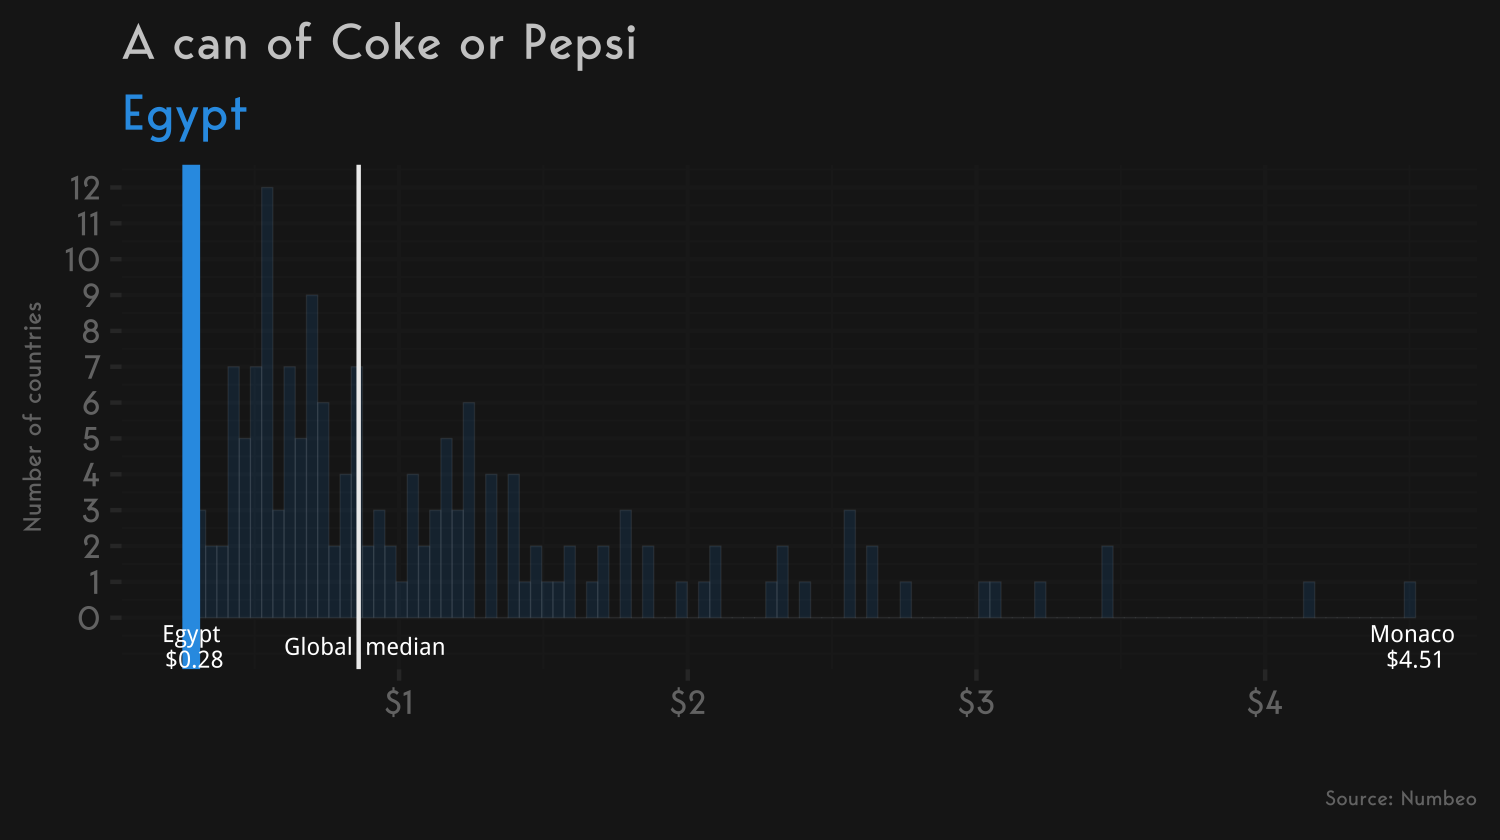 A can of Coke or Pepsi
Egypt
Number of countries
12
11
10
9
8
7
6
5
4
3
2
1
0
Egypt
$0.28
Global median
Monaco
$4.51
$1
$2
$3
$4
Source: Numbeo